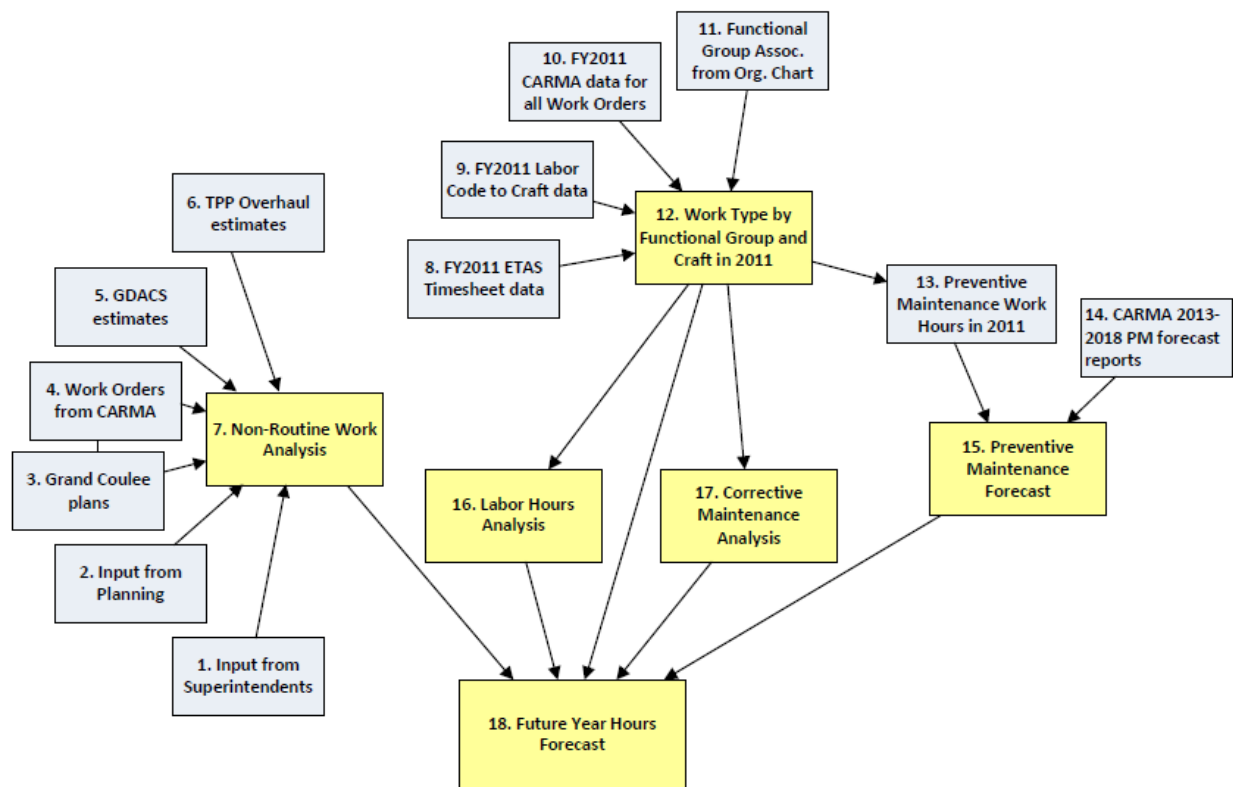 1. Input from
Superintendents
2. Input from
Planning
3. Grand Coulee
plans
4. Work Orders
from CARMA
5. GDACS
estimates
6. TPP Overhaul
estimates
7. Non-Routine Work
Analysis
8. FY2011 ETAS
Timesheet data
9. FY2011 Labor
Code to Craft data
10. FY2011
CARMA data for
all Work Orders
11. Functional
Group Assoc.
from Org. Chart
12. Work Type by
Functional Group and
Craft in 2011
13. Preventive
Maintenance Work
Hours in 2011
14. CARMA 2013-
2018 PM forecast
reports
15. Preventive
Maintenance
Forecast
16. Labor Hours
Analysis
17. Corrective
Maintenance
Analysis
18. Future Year Hours
Forecast